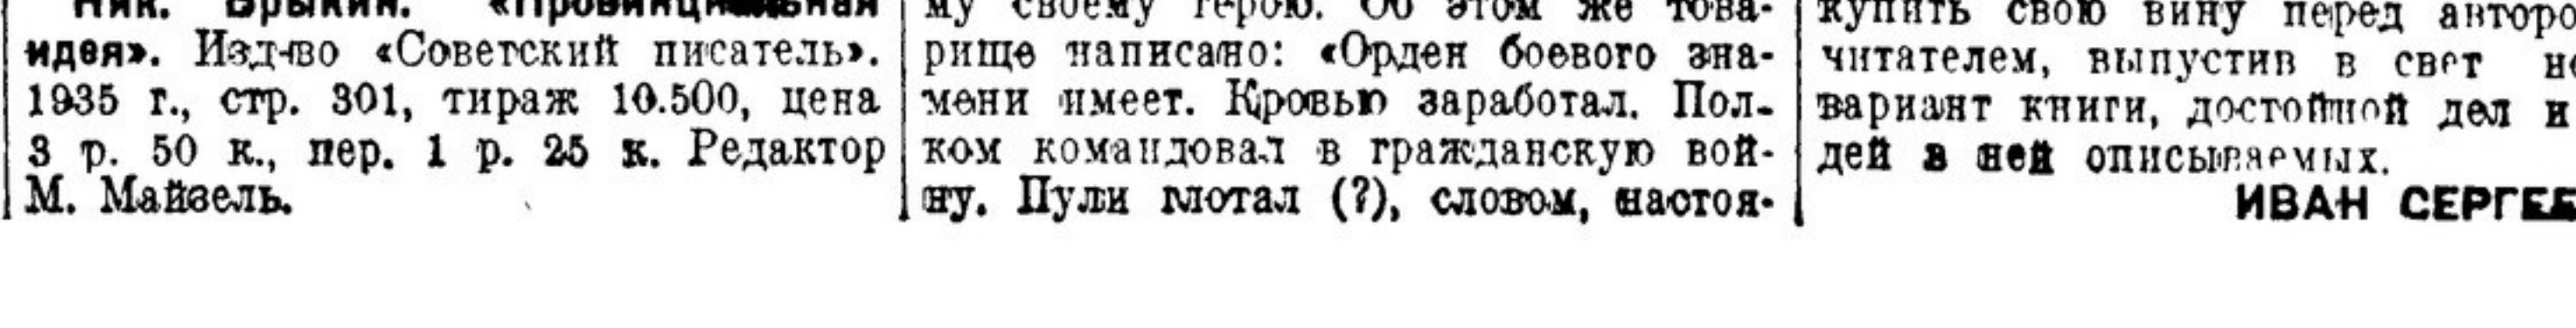 Ник. Брыкин. «Провинциальная
идея». Изд-во «Советский писатель».
1935 г., стр. 301, тираж 10.500, цена
3 р. 50 к., пер. 1 р. 25 к. Редактор
М. Майзель.
му своему герою. Об этом же това-
рище написано: «Орден боевого зна-
мени имеет. Кровью заработал. Пол-
ком командовал в гражданскую вой-
ну. Пули глотал (?), словом, настоя-
купить свою вину перед
читателем, выпустив в свет
вариант книги, достойной дел и
дей в ней описываемых.
ИВАН